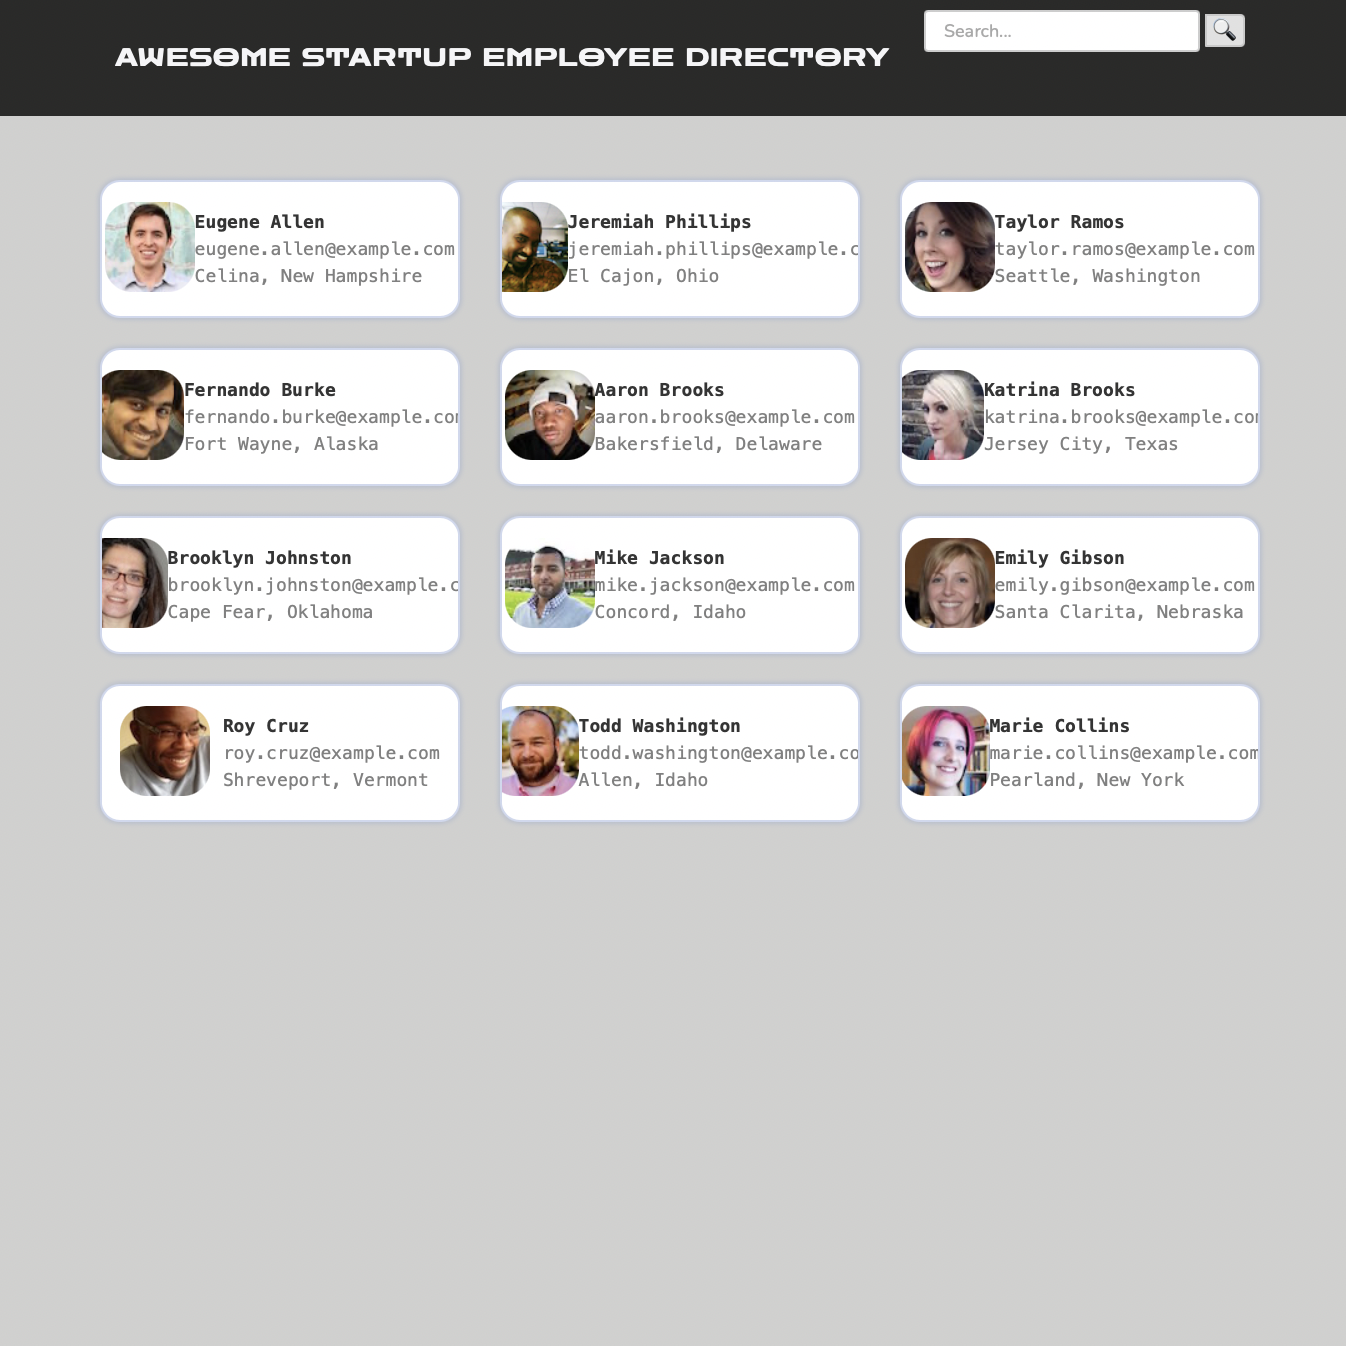 AWESOME STARTUP EMPLOYEE DIRECTORY
Search...
Eugene Allen
eugene.allen@example.com
Celina, New Hampshire
Jeremiah Phillips
jeremiah.phillips@example.c
El Cajon, Ohio
Taylor Ramos
taylor.ramos@example.com
Seattle, Washington
Fernando Burke
fernando.burke@example.com
Fort Wayne, Alaska
Aaron Brooks
aaron.brooks@example.com
Bakersfield, Delaware
Katrina Brooks
katrina.brooks@example.com
Jersey City, Texas
Brooklyn Johnston
brooklyn.johnston@example.c
Cape Fear, Oklahoma
Mike Jackson
mike.jackson@example.com
Concord, Idaho
Emily Gibson
emily.gibson@example.com
Santa Clarita, Nebraska
Roy Cruz
roy.cruz@example.com
Shreveport, Vermont
Todd Washington
todd.washington@example.co
Allen, Idaho
Marie Collins
marie.collins@example.com
Pearland, New York